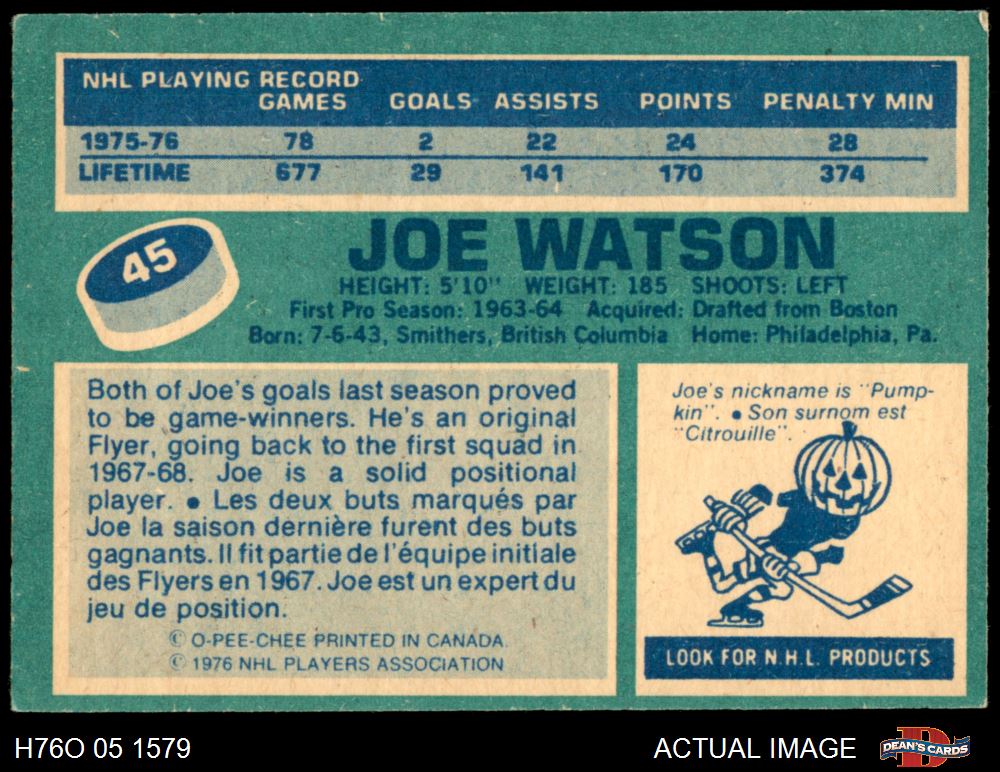 NHL PLAYING RECORD
GAMES GOALS ASSISTS POINTS PENALTY MIN
1975-76 78 2 22 24 28
LIFETIME 677 29 141 170 374
45
JOE WATSON
HEIGHT: 5'10" WEIGHT: 185 SHOOTS: LEFT
First Pro Season: 1963-64 Acquired: Drafted from Boston
Born: 7-6-43, Smithers, British Columbia Home: Philadelphia, Pa.
Both of Joe's goals last season proved
to be game-winners. He's an original
Flyer, going back to the first squad in
1967-68. Joe is a solid positional
player. • Les deux buts marqués par
Joe la saison dernière furent des buts
gagnants. Il fit partie de l'équipe initiale
des Flyers en 1967. Joe est un expert du
jeu de position.
© O-PEE-CHEE PRINTED IN CANADA
© 1976 NHL PLAYERS ASSOCIATION
Joe's nickname is "Pump-
kin". • Son surnom est
"Citrouille".
LOOK FOR N.H.L. PRODUCTS
H76O 05 1579
ACTUAL IMAGE
D
DEAN'S CARDS